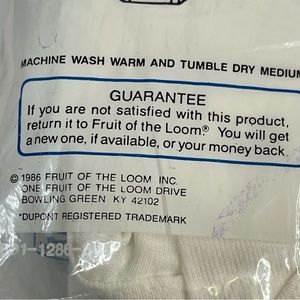 MACHINE WASH WARM AND TUMBLE DRY MEDIUM
GUARANTEE
If you are not satisfied with this product,
return it to Fruit of the Loom® You will get
a new one, if available, or your money back
© 1986 FRUIT OF THE LOOM INC.
ONE FRUIT OF THE LOOM DRIVE
BOWLING GREEN KY 42102
*DUPONT REGISTERED TRADEMARK